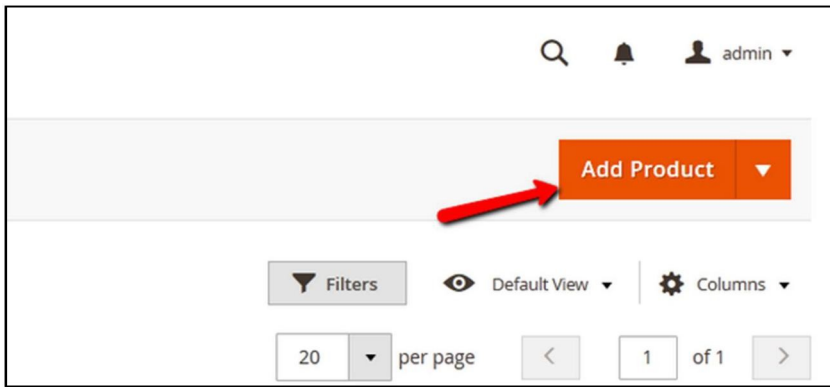 admin
Add Product
Filters Default View Columns
20 per page 1 of 1